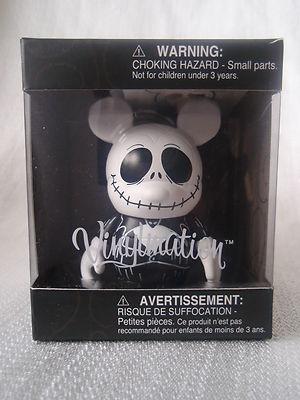 ⚠ WARNING:
CHOKING HAZARD - Small parts.
Not for children under 3 years.
Vinylmation™
⚠ AVERTISSEMENT:
RISQUE DE SUFFOCATION -
Petites pièces. Ce produit n'est pas
recommandé pour enfants de moins de 3 ans.